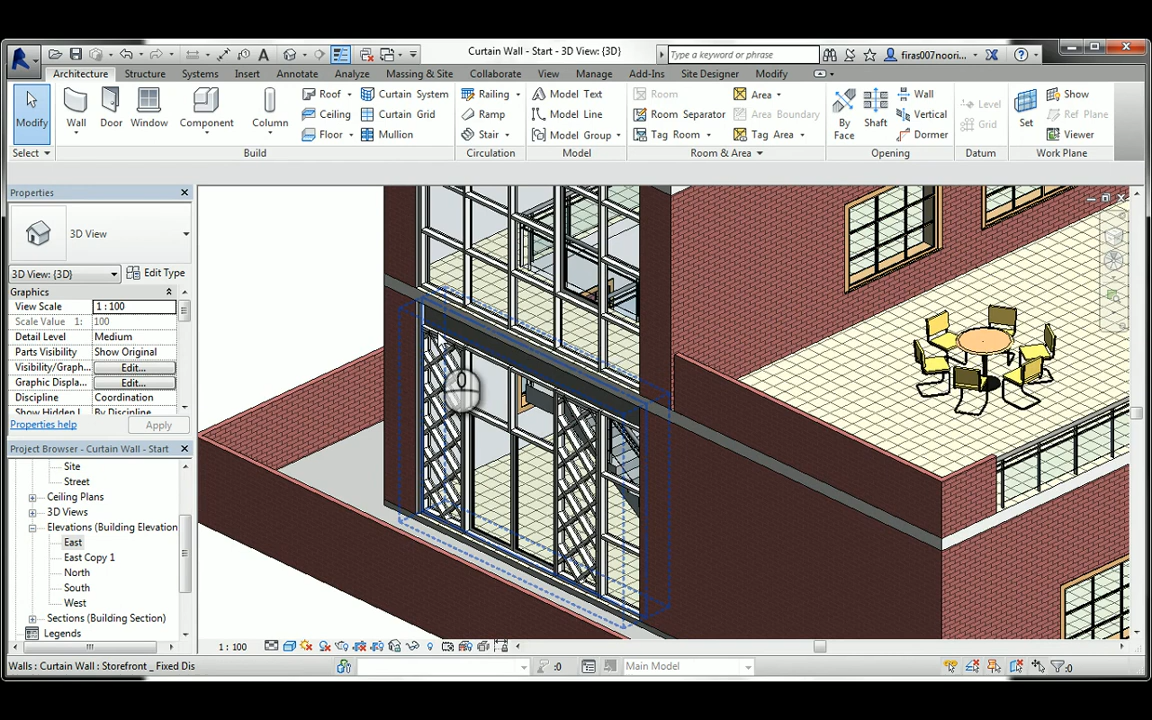 Curtain Wall - Start - 3D View: {3D}
Type a keyword or phrase
firas007noori...
Architecture Structure Systems Insert Annotate Analyze Massing & Site Collaborate View Manage Add-Ins Site Designer Modify
Modify
Wall
Door
Window
Component
Column
Roof
Ceiling
Floor
Curtain System
Curtain Grid
Mullion
Railing
Ramp
Stair
Model Text
Model Line
Model Group
Room
Room Separator
Tag Room
Area
Area Boundary
Tag Area
By Face
Shaft
Wall
Vertical
Dormer
Level
Grid
Set
Show
Ref Plane
Viewer
Select
Build
Circulation
Model
Room & Area
Opening
Datum
Work Plane
Properties
3D View
3D View: {3D}
Edit Type
Graphics
View Scale 1 : 100
Scale Value 1: 100
Detail Level Medium
Parts Visibility Show Original
Visibility/Graph... Edit...
Graphic Displa... Edit...
Discipline Coordination
Show Hidden L By Discipline
Properties help
Apply
Project Browser - Curtain Wall - Start
Site
Street
Ceiling Plans
3D Views
Elevations (Building Elevation
East
East Copy 1
North
South
West
Sections (Building Section)
Legends
1 : 100
Walls : Curtain Wall : Storefront _ Fixed Dis
:0
Main Model
:0